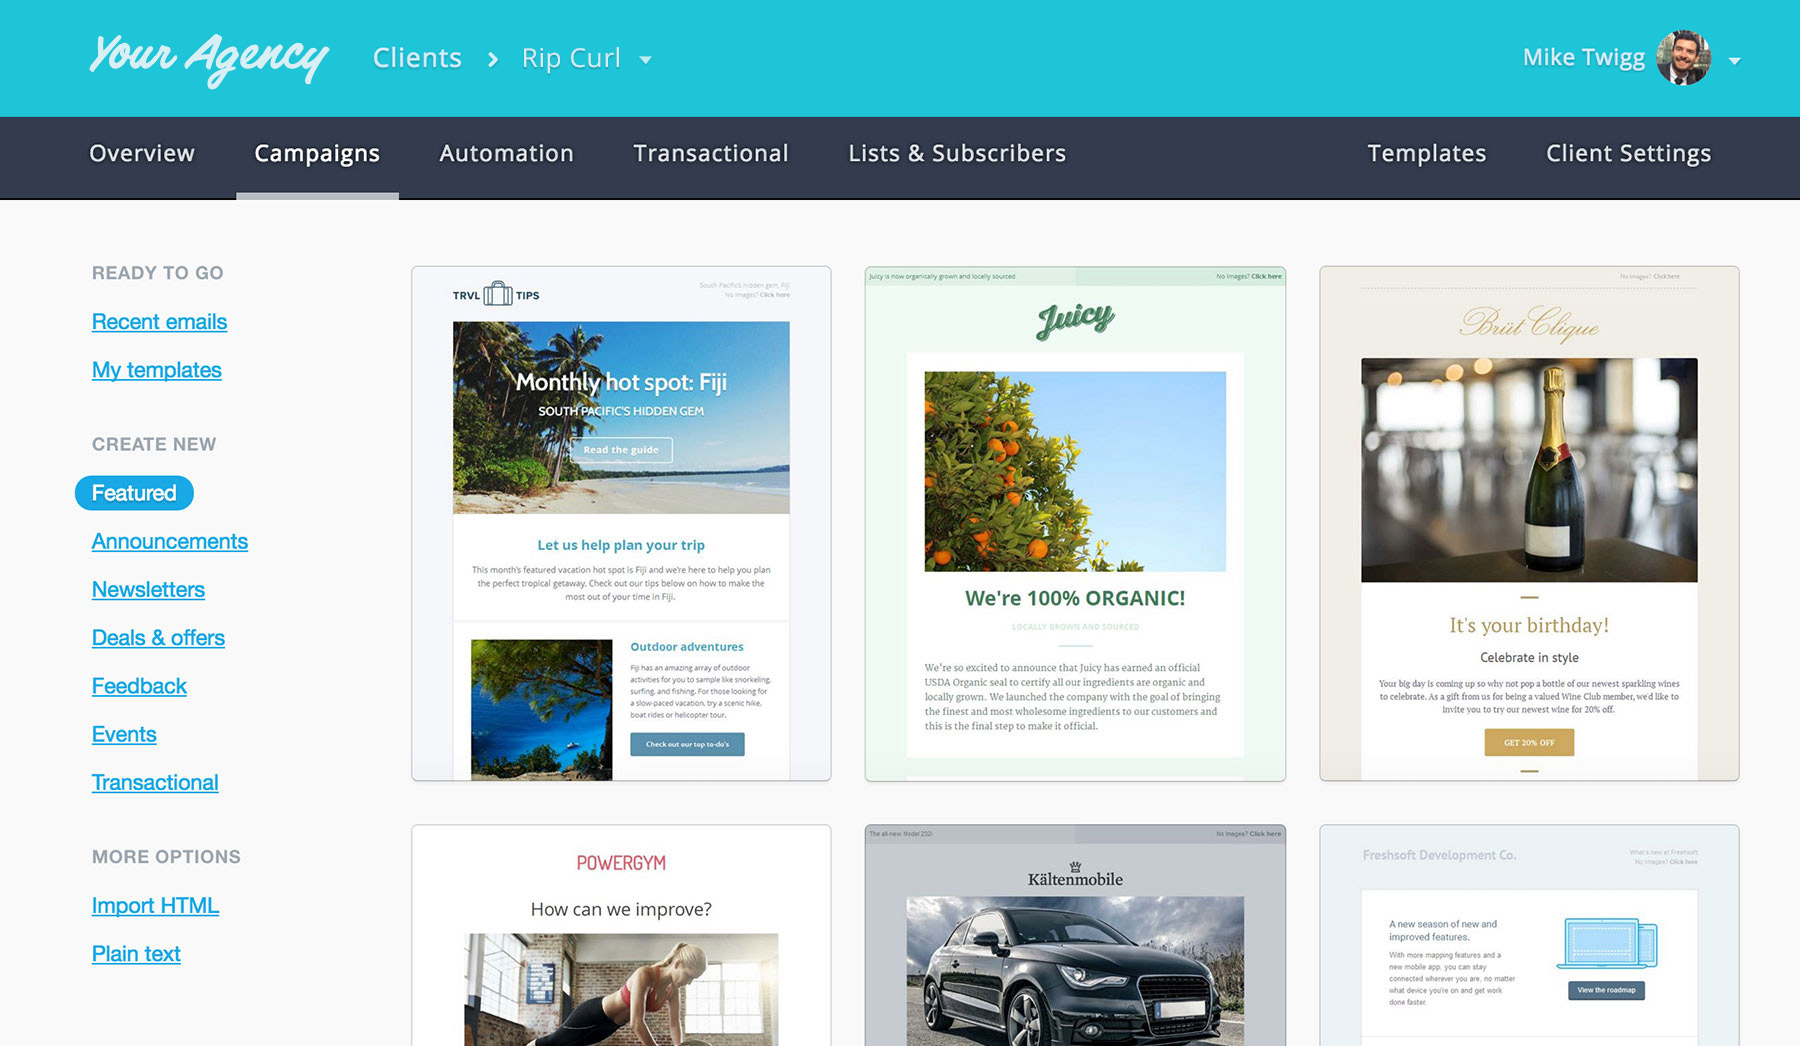 Your Agency
Clients › Rip Curl
Mike Twigg
Overview
Campaigns
Automation
Transactional
Lists & Subscribers
Templates
Client Settings
READY TO GO
Recent emails
My templates
CREATE NEW
Featured
Announcements
Newsletters
Deals & offers
Feedback
Events
Transactional
MORE OPTIONS
Import HTML
Plain text
TRVL TIPS
South Pacific's hidden gem, Fiji
No Images? Click here
Monthly hot spot: Fiji
SOUTH PACIFIC'S HIDDEN GEM
Read the guide
Let us help plan your trip
This month's featured vacation hot spot is Fiji and we're here to help you plan
the perfect tropical getaway. Check out our tips below on how to make the
most out of your time in Fiji.
Outdoor adventures
Fiji has an amazing array of outdoor
activities for you to sample like snorkeling,
surfing, and fishing. For those looking for
a slow-paced vacation, try a scenic hike,
boat rides or helicopter tour.
Check out our top to-do's
Juicy is now organically grown and locally sourced
No Images? Click here
Juicy
We're 100% ORGANIC!
LOCALLY GROWN AND SOURCED
We're so excited to announce that Juicy has earned an official
USDA Organic seal to certify all our ingredients are organic and
locally grown. We launched the company with the goal of bringing
the finest and most wholesome ingredients to our customers and
this is the final step to make it official.
No Images? Click here
Brüt Clique
It's your birthday!
Celebrate in style
Your big day is coming up so why not pop a bottle of our newest sparkling wines
to celebrate. As a gift from us for being a valued Wine Club member, we'd like to
invite you to try our newest wine for 20% off.
GET 20% OFF
POWERGYM
How can we improve?
The all-new Model 232i
No Images? Click here
Kältenmobile
Freshsoft Development Co.
What's new at Freshsoft
No Images? Click here
A new season of new and
improved features.
With more mapping features and a
new mobile app, you can stay
connected wherever you are, no matter
what device you're on and get work
done faster.
View the roadmap